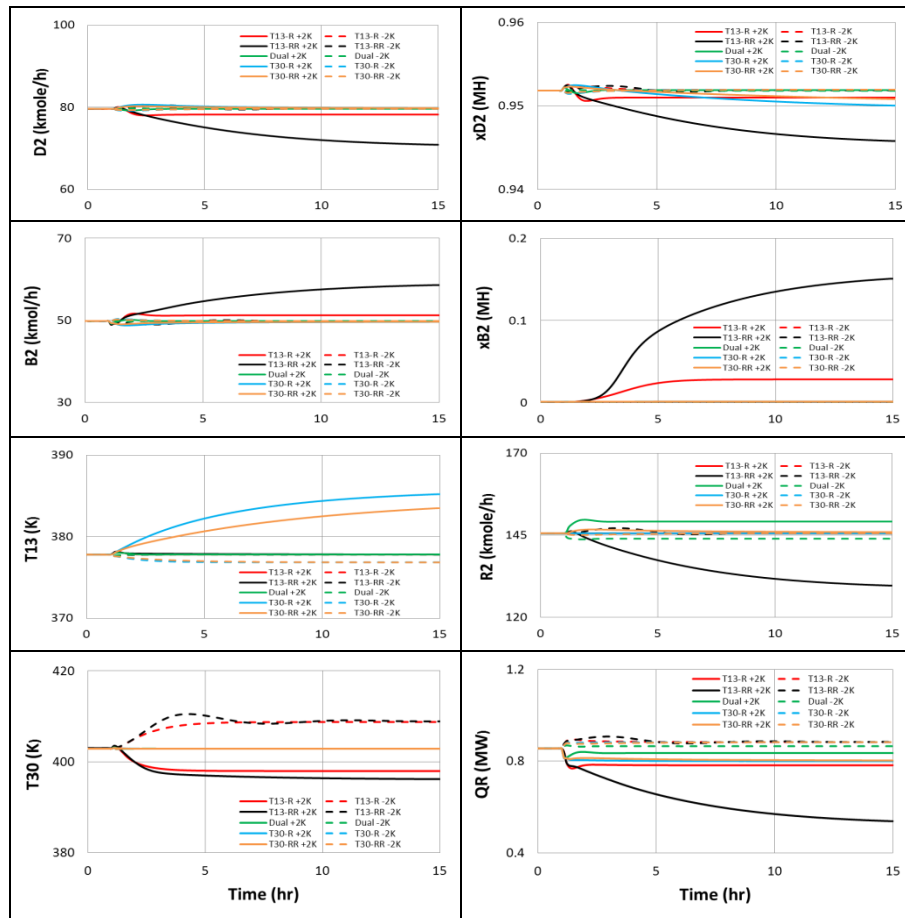 100
80
60
D2 (kmole/h)
T13-R +2K T13-R -2K
T13-RR +2K T13-RR -2K
Dual +2K Dual -2K
T30-R +2K T30-R -2K
T30-RR +2K T30-RR -2K
0 5 10 15
0.96
0.95
0.94
xD2 (MH)
T13-R +2K T13-R -2K
T13-RR +2K T13-RR -2K
Dual +2K Dual -2K
T30-R +2K T30-R -2K
T30-RR +2K T30-RR -2K
0 5 10 15
70
50
30
B2 (kmol/h)
T13-R +2K T13-R -2K
T13-RR +2K T13-RR -2K
Dual +2K Dual -2K
T30-R +2K T30-R -2K
T30-RR +2K T30-RR -2K
0 5 10 15
0.2
0.1
0
xB2 (MH)
T13-R +2K T13-R -2K
T13-RR +2K T13-RR -2K
Dual +2K Dual -2K
T30-R +2K T30-R -2K
T30-RR +2K T30-RR -2K
0 5 10 15
390
380
370
T13 (K)
T13-R +2K T13-R -2K
T13-RR +2K T13-RR -2K
Dual +2K Dual -2K
T30-R +2K T30-R -2K
T30-RR +2K T30-RR -2K
0 5 10 15
170
145
120
R2 (kmole/h)
T13-R +2K T13-R -2K
T13-RR +2K T13-RR -2K
Dual +2K Dual -2K
T30-R +2K T30-R -2K
T30-RR +2K T30-RR -2K
0 5 10 15
420
400
380
T30 (K)
T13-R +2K T13-R -2K
T13-RR +2K T13-RR -2K
Dual +2K Dual -2K
T30-R +2K T30-R -2K
T30-RR +2K T30-RR -2K
0 5 10 15
Time (hr)
1.2
0.8
0.4
QR (MW)
T13-R +2K T13-R -2K
T13-RR +2K T13-RR -2K
Dual +2K Dual -2K
T30-R +2K T30-R -2K
T30-RR +2K T30-RR -2K
0 5 10 15
Time (hr)